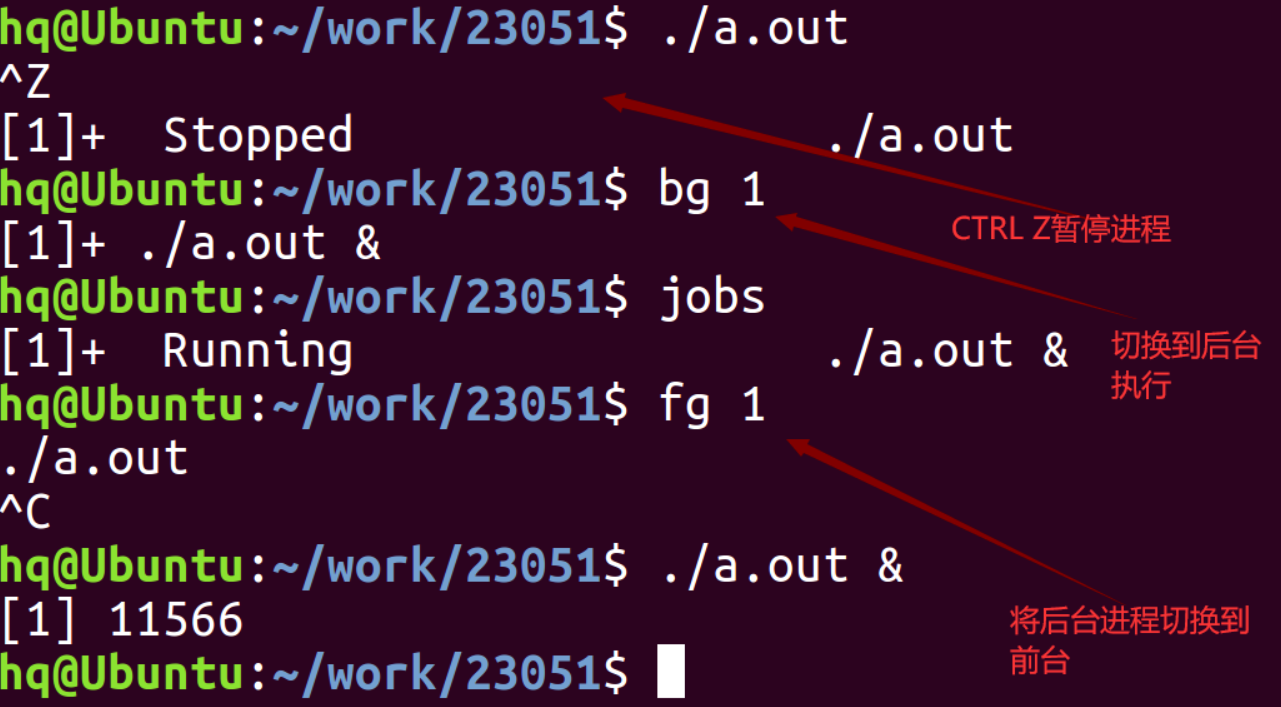 hq@Ubuntu:~/work/23051$ ./a.out
^Z
[1]+  Stopped                 ./a.out
hq@Ubuntu:~/work/23051$ bg 1
CTRL Z暂停进程
[1]+ ./a.out &
hq@Ubuntu:~/work/23051$ jobs
[1]+  Running                 ./a.out &
切换到后台
执行
hq@Ubuntu:~/work/23051$ fg 1
./a.out
^C
hq@Ubuntu:~/work/23051$ ./a.out &
[1] 11566
将后台进程切换到
前台
hq@Ubuntu:~/work/23051$